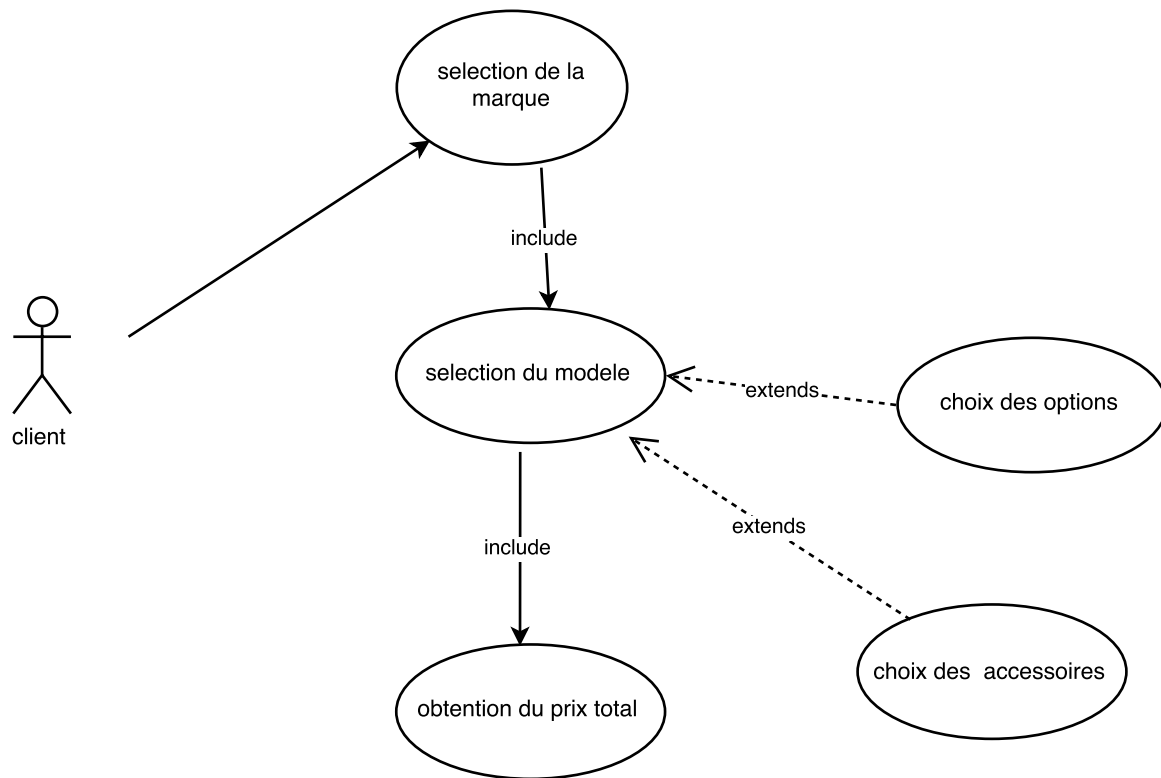 selection de la
marque
include
selection du modele
extends
choix des options
client
extends
include
choix des  accessoires
obtention du prix total